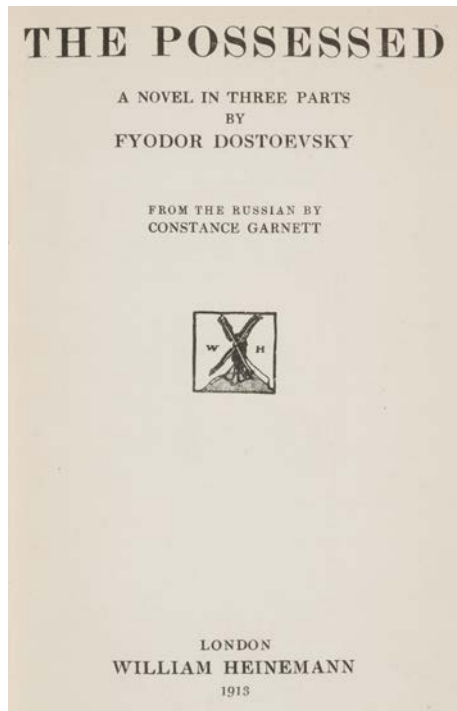 THE POSSESSED
A NOVEL IN THREE PARTS
BY
FYODOR DOSTOEVSKY
FROM THE RUSSIAN BY
CONSTANCE GARNETT
W H
LONDON
WILLIAM HEINEMANN
1913